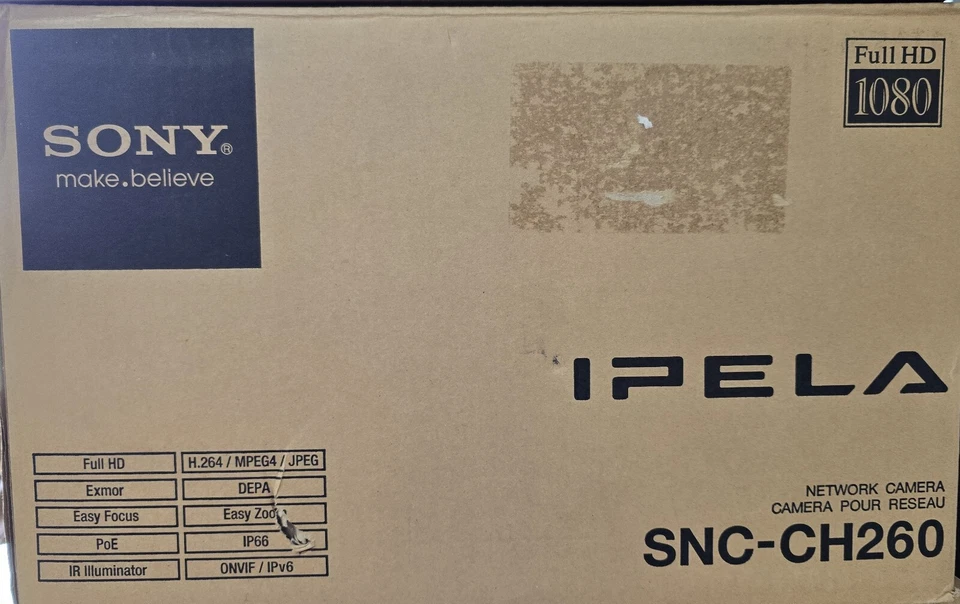 SONY®
make.believe
Full HD
1080
IPELA
Full HD
H.264 / MPEG4 / JPEG
Exmor
DEPA
Easy Focus
Easy
PoE
IP66
IR Illuminator
ONVIF / IPv6
NETWORK CAMERA
CAMERA POUR RESEAU
SNC-CH260